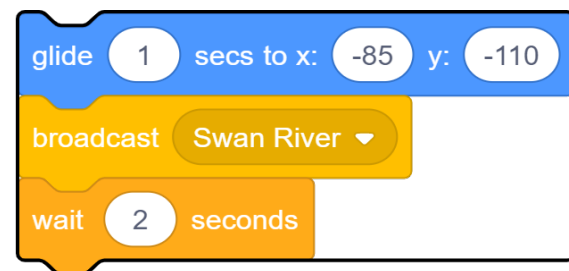 glide 1 secs to x: -85 y: -110
broadcast Swan River
wait 2 seconds